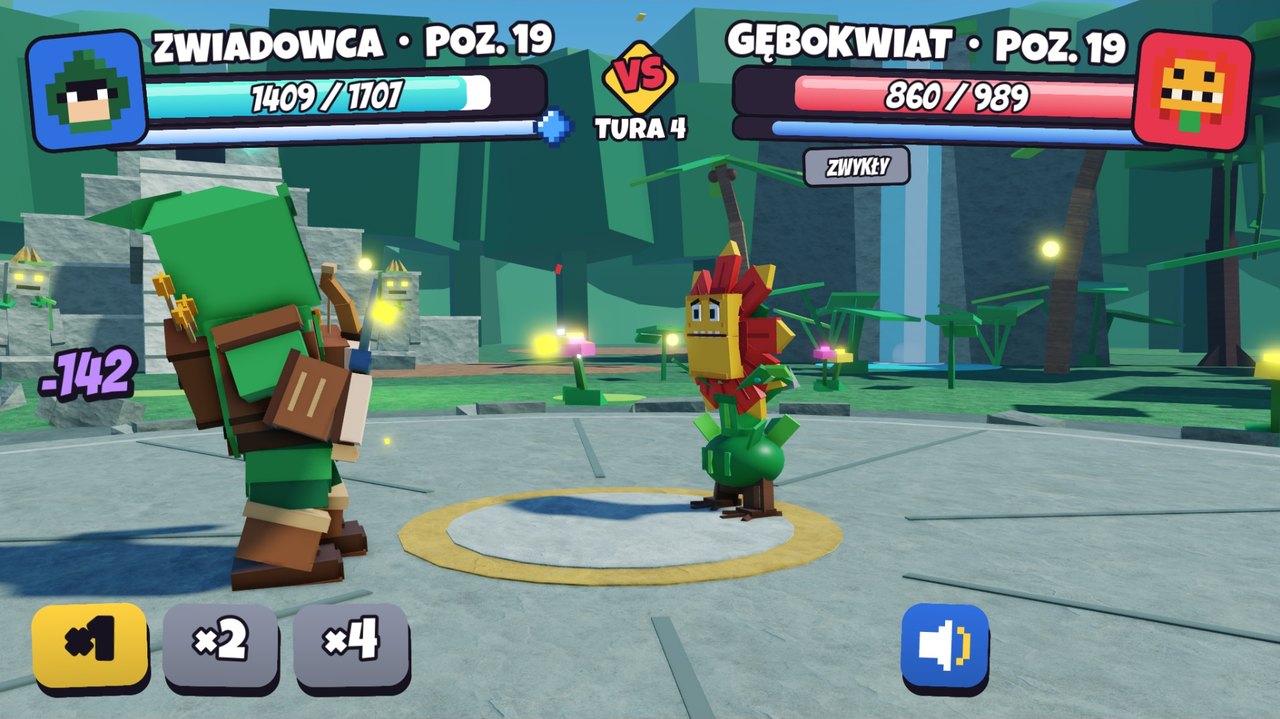 ZWIADOWCA • POZ. 19
1409 / 1707
VS
TURA 4
GĘBOKWIAT • POZ. 19
860 / 989
ZWYKŁY
-142
×1
×2
×4